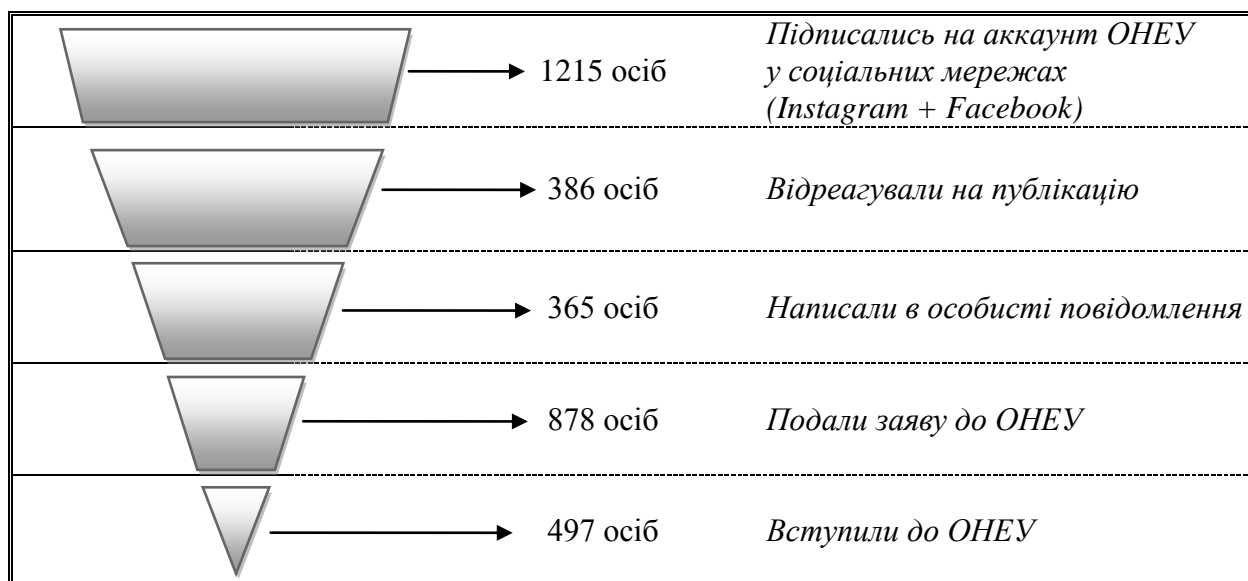 1215 осіб
Підписались на аккаунт ОНЕУ
у соціальних мережах
(Instagram + Facebook)
386 осіб
Відреагували на публікацію
365 осіб
Написали в особисті повідомлення
878 осіб
Подали заяву до ОНЕУ
497 осіб
Вступили до ОНЕУ